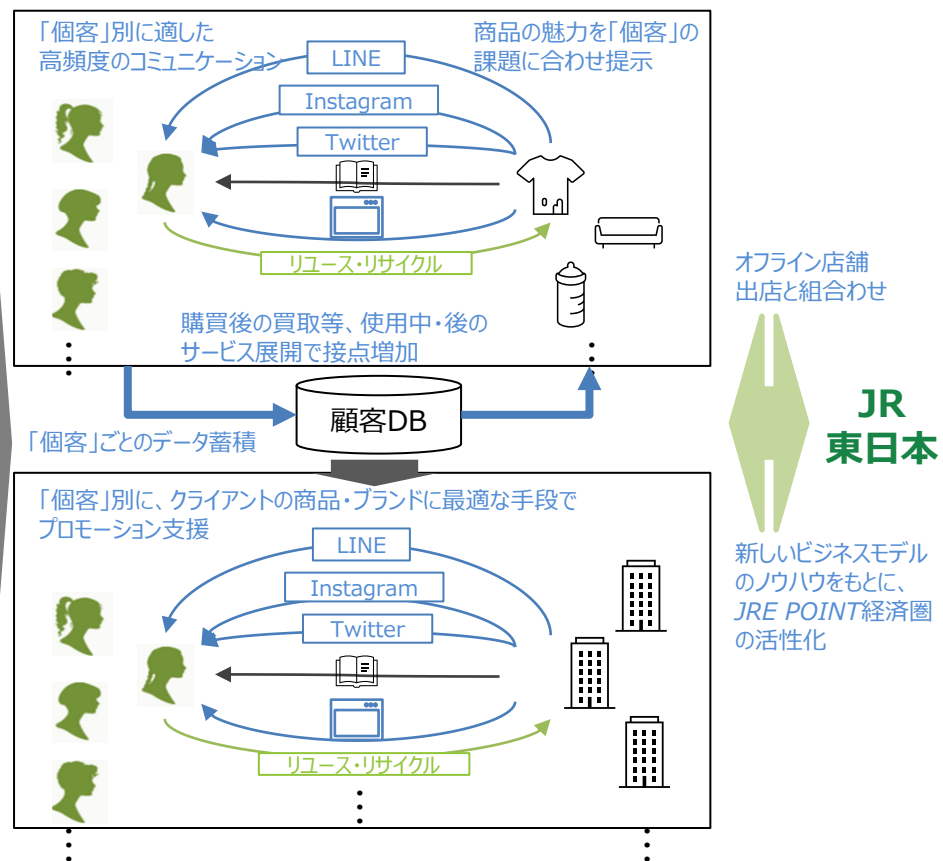 「個客」別に適した
高頻度のコミュニケーション
商品の魅力を「個客」の
課題に合わせ提示
LINE
Instagram
Twitter
リユース・リサイクル
購買後の買取等、使用中・後の
サービス展開で接点増加
オフライン店舗
出店と組合わせ
顧客DB
「個客」ごとのデータ蓄積
JR
東日本
「個客」別に、クライアントの商品・ブランドに最適な手段で
プロモーション支援
LINE
Instagram
Twitter
リユース・リサイクル
新しいビジネスモデル
のノウハウをもとに、
JRE POINT経済圏
の活性化